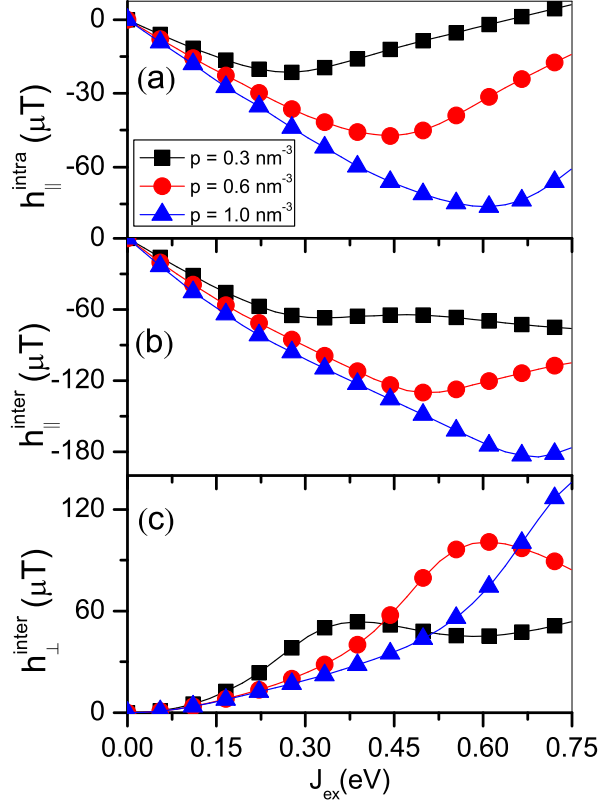 0
-30
-60
h∥^intra (μT)
(a)
p = 0.3 nm^-3
p = 0.6 nm^-3
p = 1.0 nm^-3
0
-60
-120
-180
h∥^inter (μT)
(b)
120
60
0
h⊥^inter (μT)
(c)
0.00 0.15 0.30 0.45 0.60 0.75
J_ex(eV)